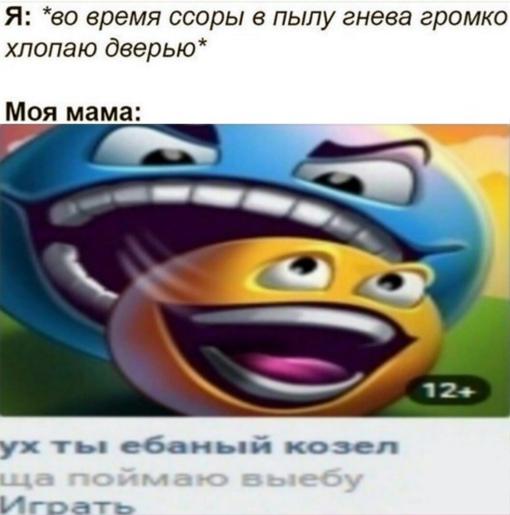 Я: *во время ссоры в пылу гнева громко
хлопаю дверью*
Моя мама:
12+
ух ты ебаный козел
ща поймаю выебу
Играть